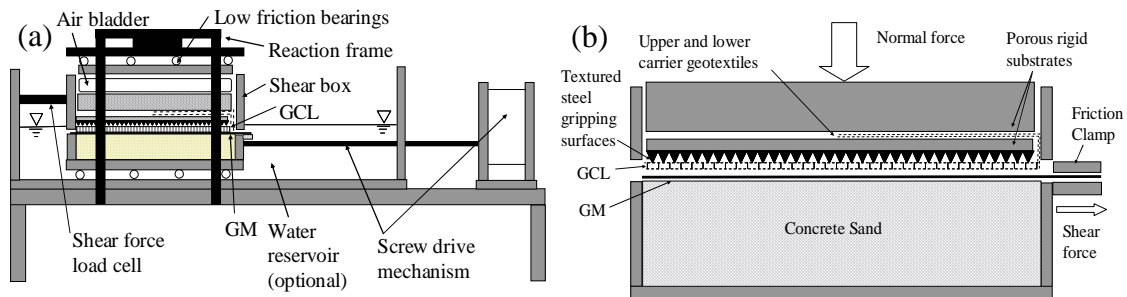 (a)
Air bladder
Low friction bearings
Reaction frame
Shear box
GCL
GM
Shear force
load cell
Water
reservoir
(optional)
Screw drive
mechanism
(b)
Normal force
Upper and lower
carrier geotextiles
Porous rigid
substrates
Textured
steel
gripping
surfaces
Friction
Clamp
GCL
GM
Concrete Sand
Shear
force